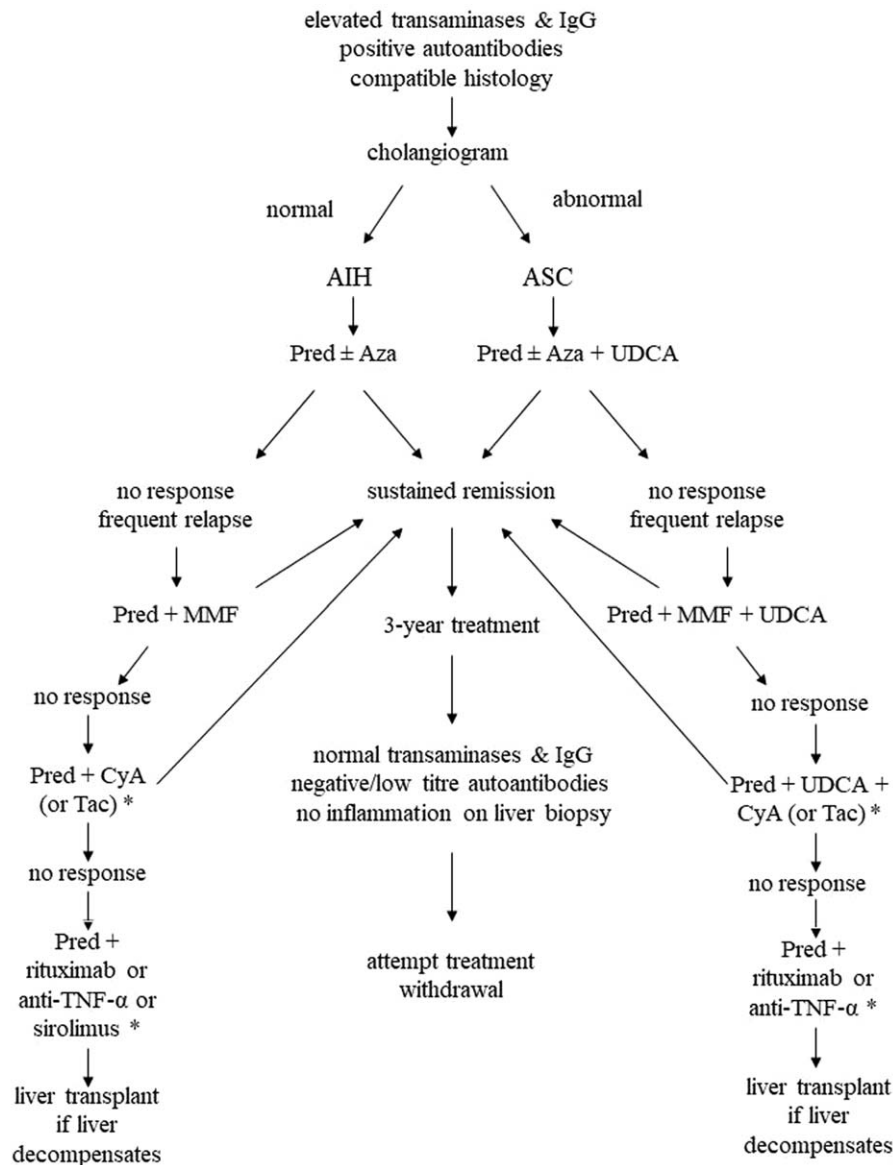 elevated transaminases & IgG
positive autoantibodies
compatible histology
cholangiogram
normal
abnormal
AIH
ASC
Pred ± Aza
Pred ± Aza + UDCA
no response
frequent relapse
sustained remission
no response
frequent relapse
Pred + MMF
3-year treatment
Pred + MMF + UDCA
no response
no response
Pred + CyA
(or Tac) *
normal transaminases & IgG
negative/low titre autoantibodies
no inflammation on liver biopsy
Pred + UDCA +
CyA (or Tac) *
no response
no response
Pred +
rituximab or
anti-TNF-α or
sirolimus *
attempt treatment
withdrawal
Pred +
rituximab or
anti-TNF-α *
liver transplant
if liver
decompensates
liver transplant
if liver
decompensates